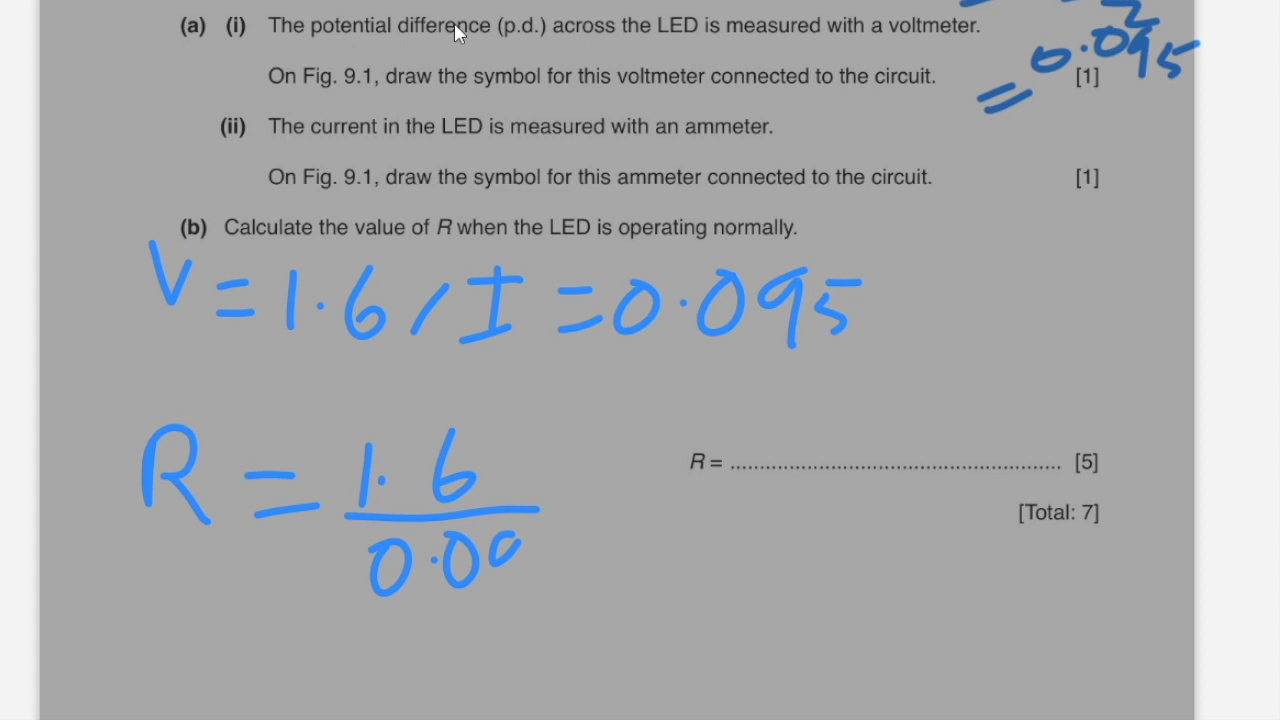 (a) (i) The potential difference (p.d.) across the LED is measured with a voltmeter.
= 0.095
On Fig. 9.1, draw the symbol for this voltmeter connected to the circuit. [1]
(ii) The current in the LED is measured with an ammeter.
On Fig. 9.1, draw the symbol for this ammeter connected to the circuit. [1]
(b) Calculate the value of R when the LED is operating normally.
V = 1.6 / I = 0.095
R = 1.6
0.09
R = ........................................................ [5]
[Total: 7]